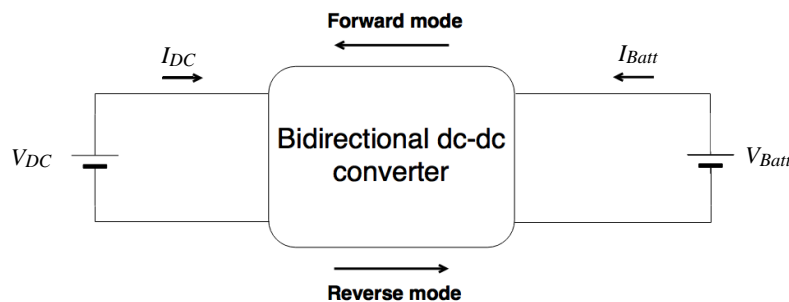 Forward mode
I_DC
I_Batt
Bidirectional dc-dc
converter
V_DC
V_Batt
Reverse mode